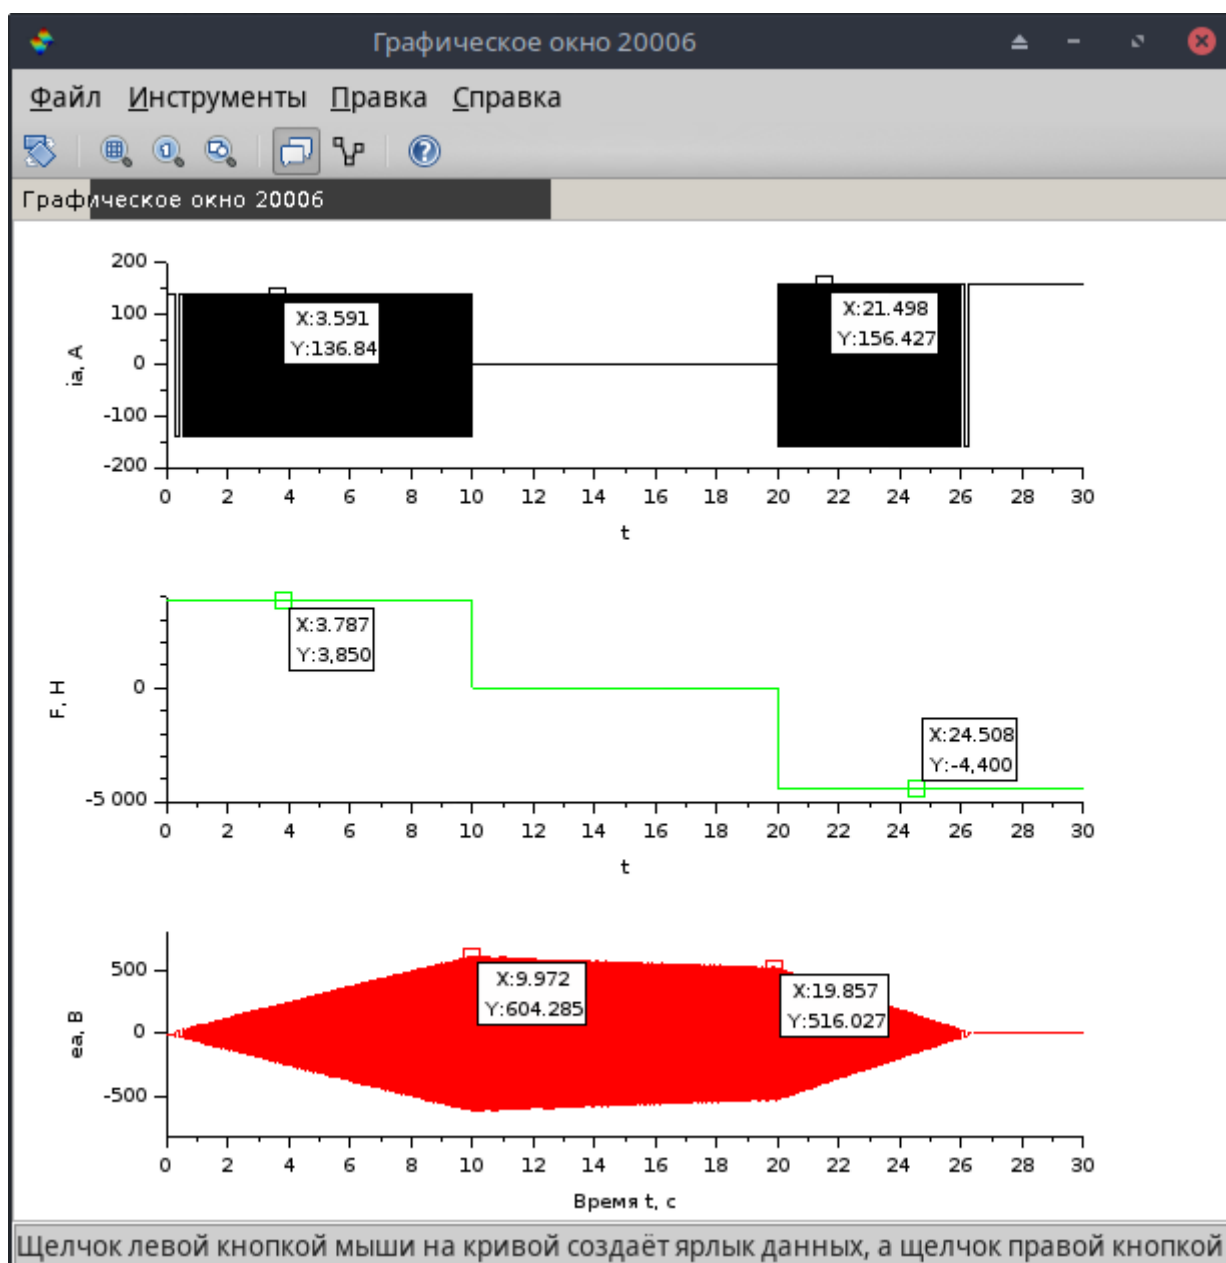 Графическое окно 20006
Файл Инструменты Правка Справка
Графическое окно 20006
200
100
0
-100
-200
ia, A
X:3.591
Y:136.84
X:21.498
Y:156.427
0 2 4 6 8 10 12 14 16 18 20 22 24 26 28 30
t
0
-5 000
F, H
X:3.787
Y:3,850
X:24.508
Y:-4,400
0 2 4 6 8 10 12 14 16 18 20 22 24 26 28 30
t
500
0
-500
ea, B
X:9.972
Y:604.285
X:19.857
Y:516.027
0 2 4 6 8 10 12 14 16 18 20 22 24 26 28 30
Время t, c
Щелчок левой кнопкой мыши на кривой создаёт ярлык данных, а щелчок правой кнопкой